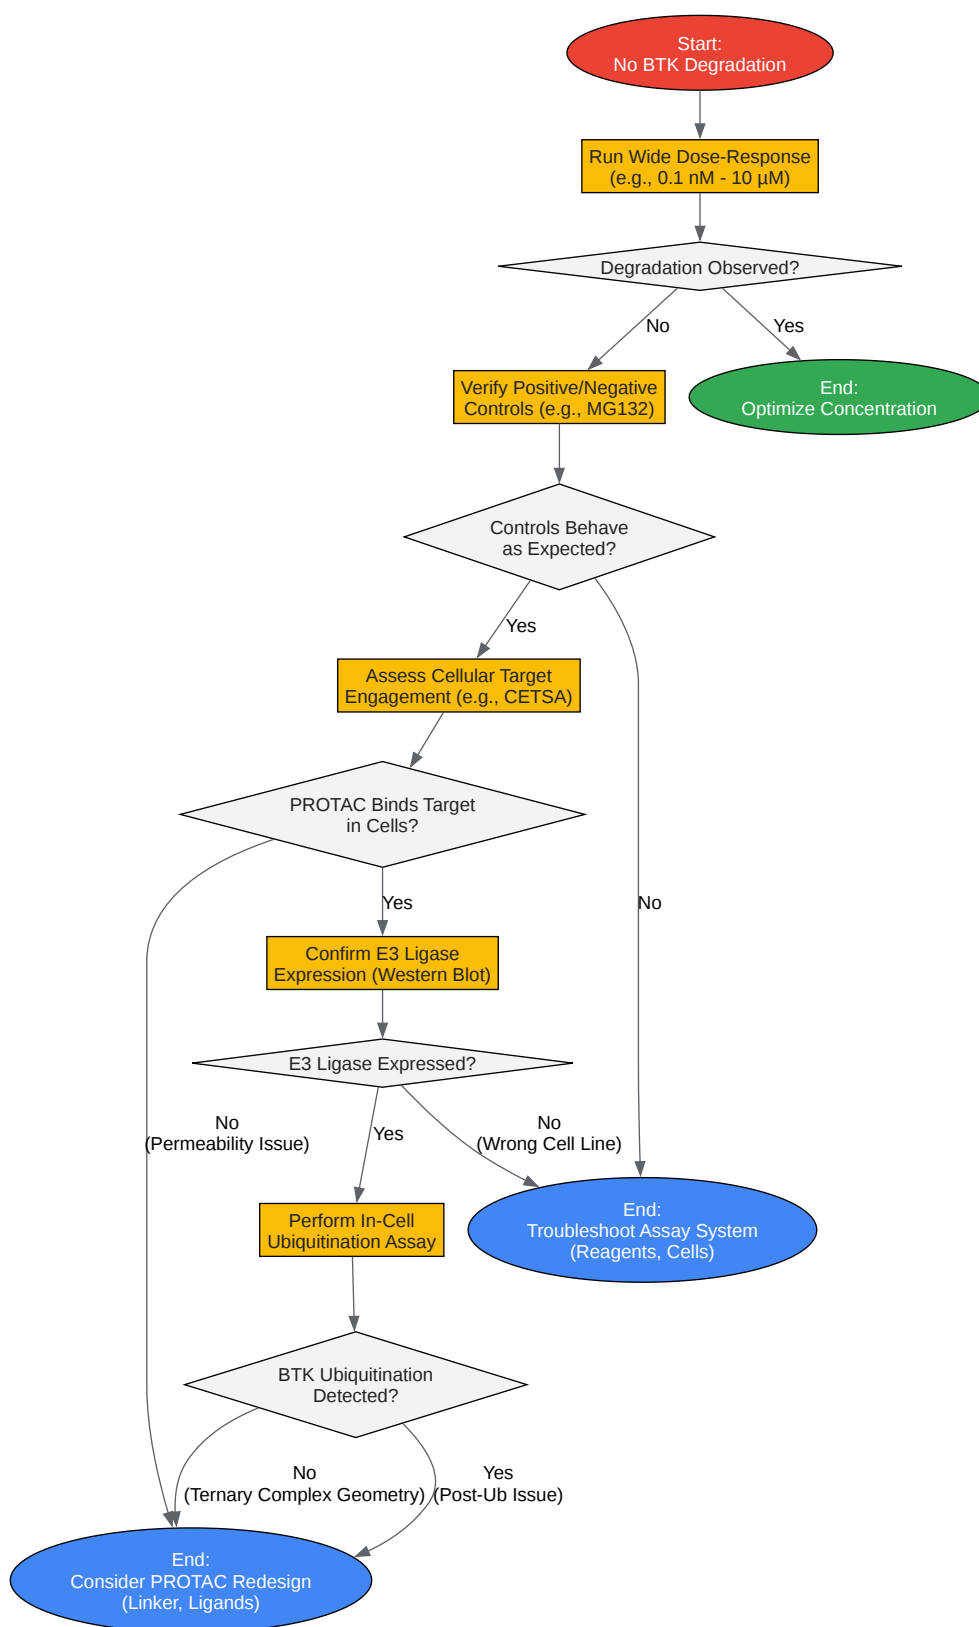 Start:
No BTK Degradation
Run Wide Dose-Response
(e.g., 0.1 nM - 10 µM)
Degradation Observed?
No
Yes
Verify Positive/Negative
Controls (e.g., MG132)
End:
Optimize Concentration
Controls Behave
as Expected?
Yes
Assess Cellular Target
Engagement (e.g., CETSA)
PROTAC Binds Target
in Cells?
Yes
No
Confirm E3 Ligase
Expression (Western Blot)
E3 Ligase Expressed?
No
(Permeability Issue)
Yes
No
(Wrong Cell Line)
Perform In-Cell
Ubiquitination Assay
End:
Troubleshoot Assay System
(Reagents, Cells)
BTK Ubiquitination
Detected?
No
(Ternary Complex Geometry)
Yes
(Post-Ub Issue)
End:
Consider PROTAC Redesign
(Linker, Ligands)